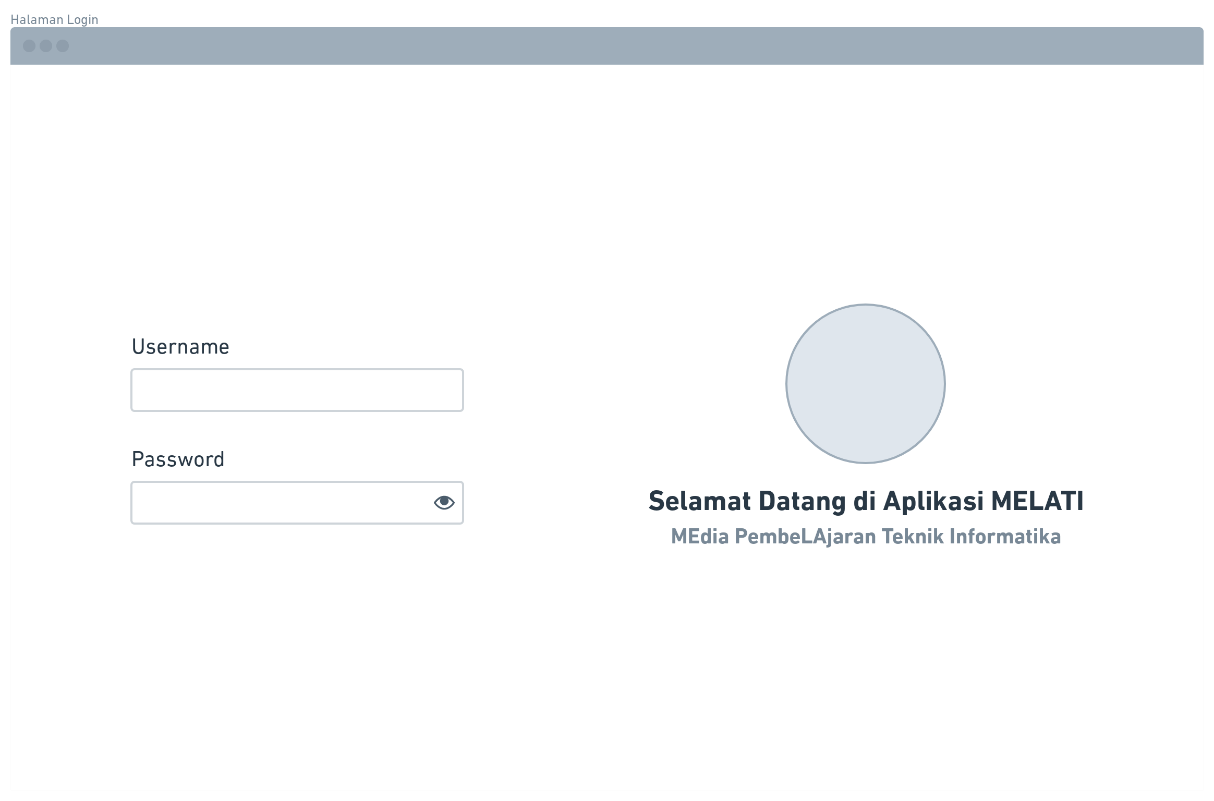 Halaman Login
Username
Password
Selamat Datang di Aplikasi MELATI
MEdia PembeLAjaran Teknik Informatika